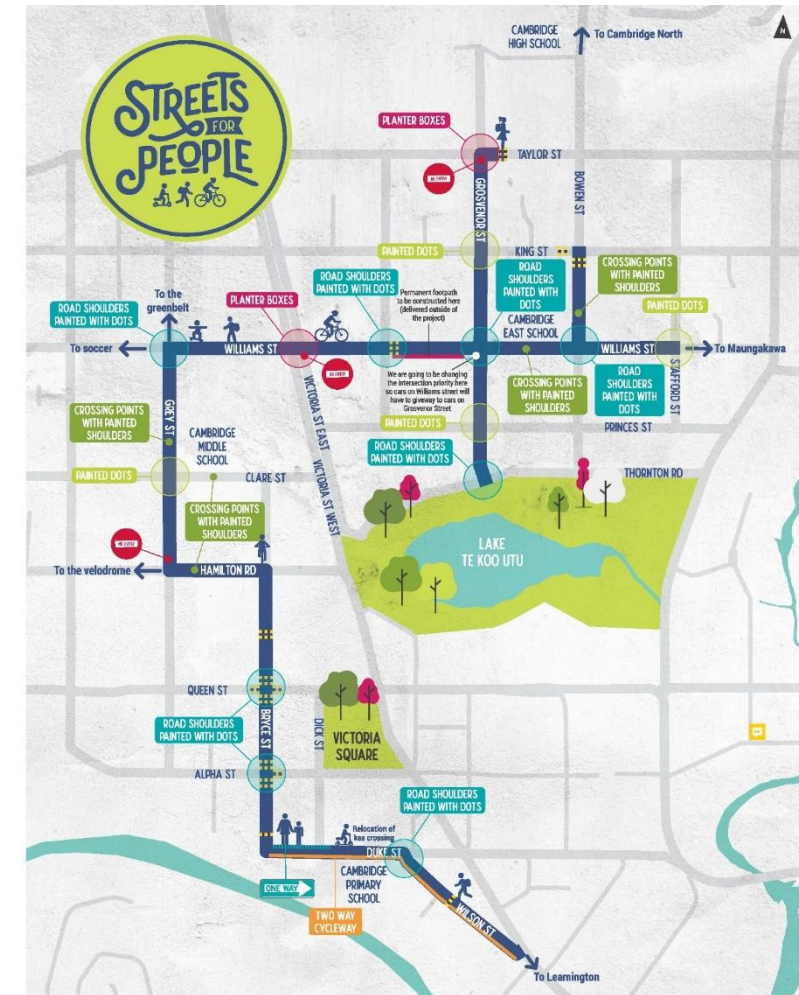 STREETS
FOR
PEOPLE
CAMBRIDGE
HIGH SCHOOL
To Cambridge North
N
PLANTER BOXES
NO ENTRY
TAYLOR ST
GROSVENOR ST
BOWEN ST
PAINTED DOTS
KING ST
To the
greenbelt
ROAD SHOULDERS
PAINTED WITH DOTS
PLANTER BOXES
ROAD SHOULDERS
PAINTED WITH DOTS
Permanent footpath
to be constructed here
(delivered outside of
the project)
ROAD
SHOULDERS
PAINTED WITH
DOTS
CROSSING POINTS
WITH PAINTED
SHOULDERS
PAINTED DOTS
CAMBRIDGE
EAST SCHOOL
To soccer
WILLIAMS ST
WILLIAMS ST
To Maungakawa
NO ENTRY
We are going to be changing
the intersection priority here
so cars on Williams street will
have to giveway to cars on
Grosvenor Street
CROSSING POINTS
WITH PAINTED
SHOULDERS
ROAD
SHOULDERS
PAINTED WITH
DOTS
STAFFORD ST
GREY ST
CROSSING POINTS
WITH PAINTED
SHOULDERS
CAMBRIDGE
MIDDLE
SCHOOL
VICTORIA ST EAST
VICTORIA ST WEST
PAINTED DOTS
PRINCES ST
ROAD SHOULDERS
PAINTED WITH DOTS
PAINTED DOTS
CLARE ST
THORNTON RD
CROSSING POINTS
WITH PAINTED
SHOULDERS
NO ENTRY
To the velodrome
HAMILTON RD
LAKE
TE KOO UTU
QUEEN ST
BRYCE ST
ROAD SHOULDERS
PAINTED WITH DOTS
DICK ST
VICTORIA
SQUARE
ALPHA ST
ROAD SHOULDERS
PAINTED WITH DOTS
Relocation of
kea crossing
DUKE ST
CAMBRIDGE
PRIMARY
SCHOOL
ONE WAY
TWO WAY
CYCLEWAY
WILSON ST
To Leamington